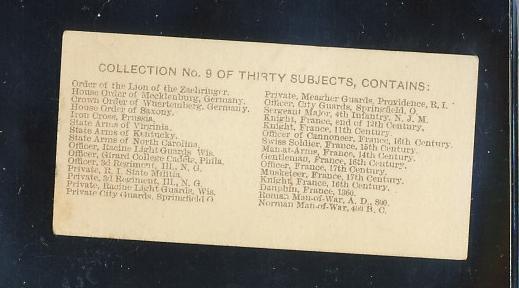 COLLECTION No. 9 OF THIRTY SUBJECTS, CONTAINS:
Order of the Lion of the Zaehringer.
House Order of Mecklenburg, Germany.
Crown Order of Wuertenberg, Germany.
House Order of Saxony.
Iron Cross, Prussia.
State Arms of Virginia.
State Arms of Kentucky.
State Arms of North Carolina
Officer, Racine Light Guards, Wis.
Officer, Girard College Cadets, Phila.
Officer, 3d Regiment, Ill., N. G.
Private, R. I. State Militia.
Private, 3d Regiment, Ill., N. G.
Private, Racine Light Guards, Wis.
Private City Guards, Springfield O
Private, Meagher Guards, Providence, R. I.
Officer, City Guards, Springfield, O.
Sergeant Major, 4th Infantry, N. J. M.
Knight, France, end of 12th Century,
Knight, France, 11th Century
Officer of Cannoneer, France, 16th Century.
Swiss Soldier, France, 15th Century.
Man-at-Arms, France, 14th Century.
Gentleman, France, 16th Century.
Officer, France, 17th Century.
Musketeer, France, 17th Century.
Knight, France, 16th Century.
Dauphin, France, 1360.
Roman Man-of-War, A. D., 800.
Norman Man-of-War, 400 B. C.